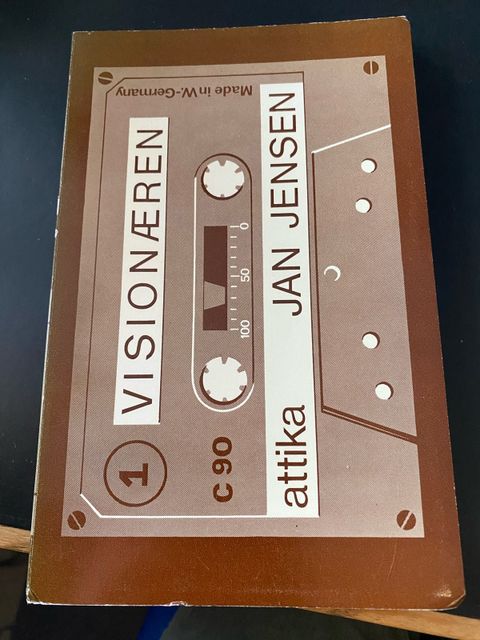 1 VISIONÆREN
Made in W.-Germany
C 90
100 50 0
attika JAN JENSEN